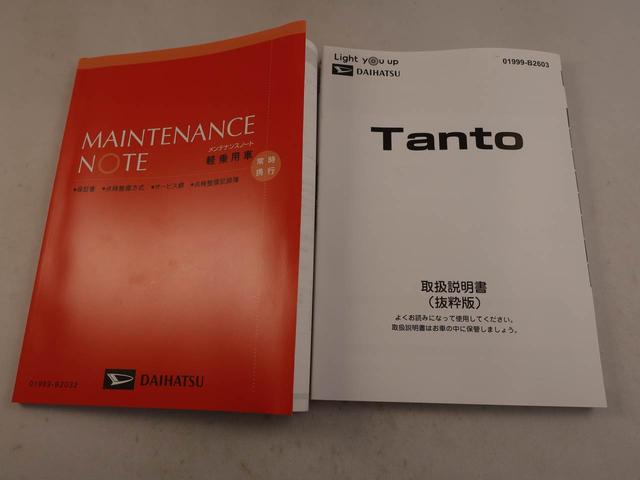 MAINTENANCE
NOTE
メンテナンスノート
軽乗用車
常時
携行
●保証書 ●点検整備方式 ●サービス網 ●点検整備記録簿
DAIHATSU
01999-B2032
Light you up
DAIHATSU
01999-B2603
Tanto
取扱説明書
(抜粋版)
よくお読みになって使用してください。
取扱説明書はお車の中に保管しましょう。